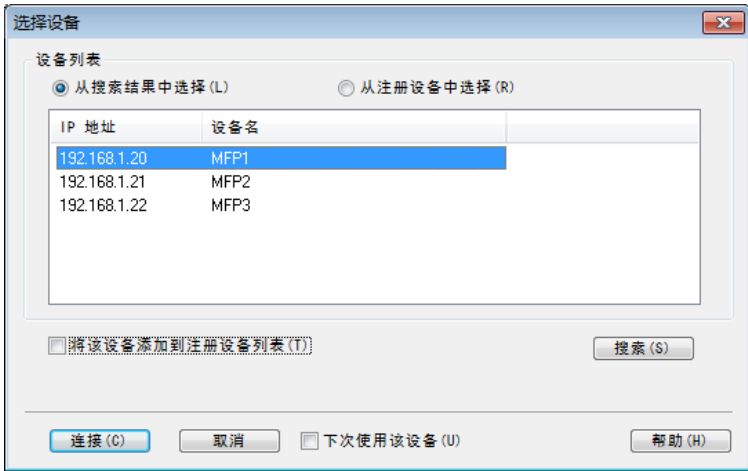 选择设备
设备列表
从搜索结果中选择(L) 从注册设备中选择(R)
IP 地址 设备名
192.168.1.20 MFP1
192.168.1.21 MFP2
192.168.1.22 MFP3
将该设备添加到注册设备列表(T) 搜索(S)
连接(C) 取消 下次使用该设备(U) 帮助(H)